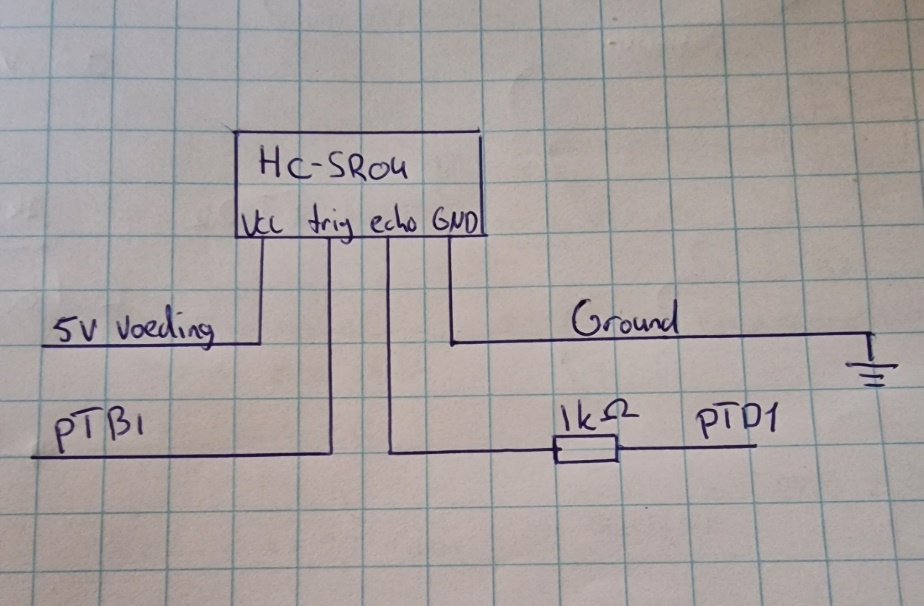 HC-SR04
Vcc trig echo GND
5V Voeding
Ground
PTB1
1kΩ
PTD1